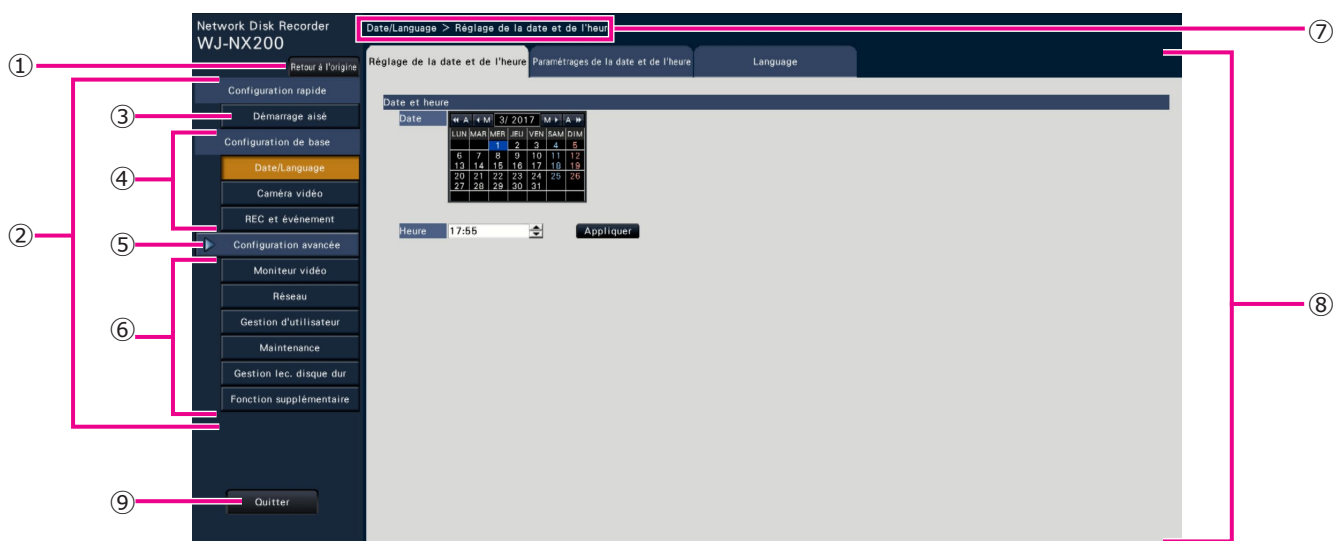 Network Disk Recorder
WJ-NX200
Date/Language > Réglage de la date et de l'heur
⑦
①
Retour à l'origine
Réglage de la date et de l'heure
Paramétrages de la date et de l'heure
Language
②
Configuration rapide
③
Démarrage aisé
④
Configuration de base
Date/Language
Caméra vidéo
REC et événement
⑤
Configuration avancée
⑥
Moniteur vidéo
Réseau
Gestion d'utilisateur
Maintenance
Gestion lec. disque dur
Fonction supplémentaire
⑨
Quitter
Date et heure
Date
A M 3/ 2017 M A
LUN MAR MER JEU VEN SAM DIM
1 2 3 4 5
6 7 8 9 10 11 12
13 14 15 16 17 18 19
20 21 22 23 24 25 26
27 28 29 30 31
Heure 17:55 Appliquer
⑧